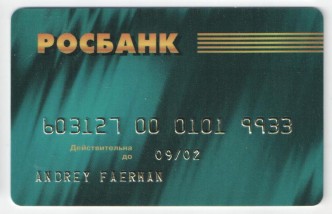 РОСБАНК
603127 00 0101 9933
Действительна
до 09/02
ANDREY FAERMAN